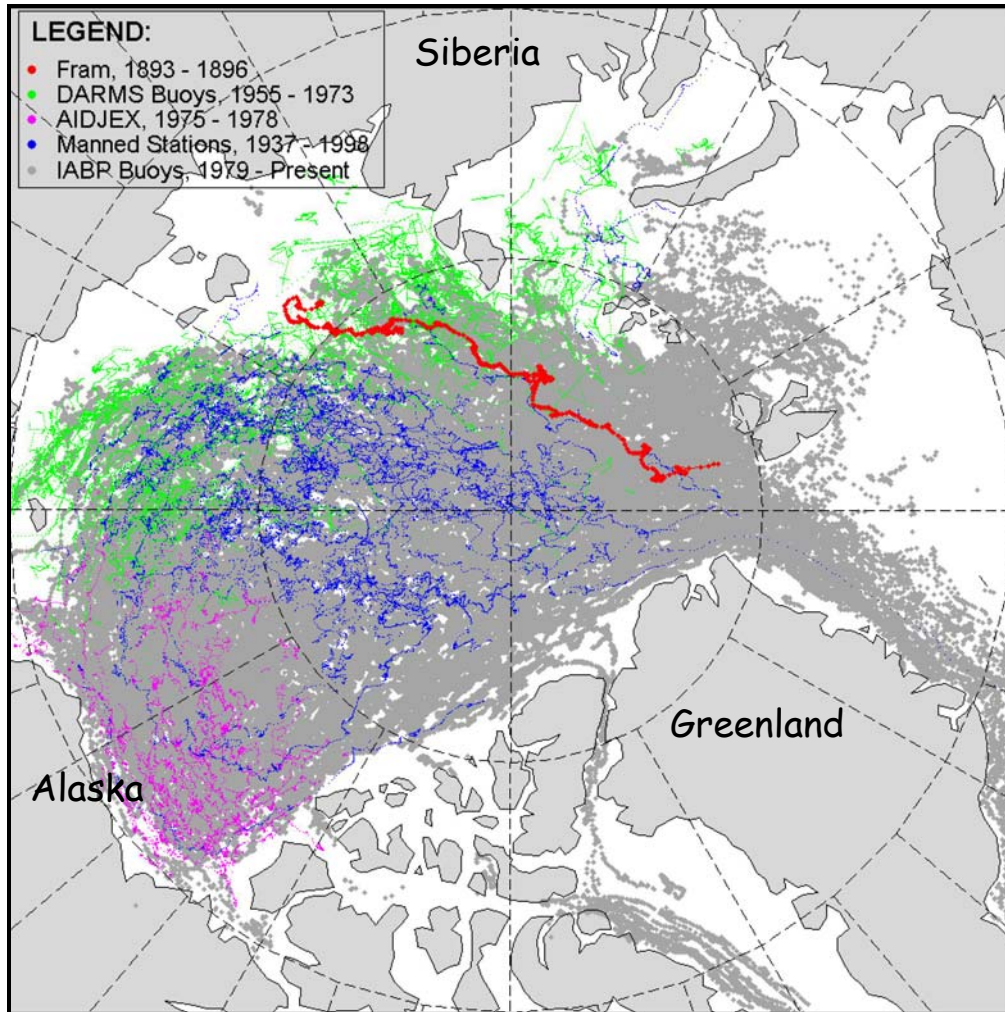 LEGEND:
Fram, 1893 - 1896
DARMS Buoys, 1955 - 1973
AIDJEX, 1975 - 1978
Manned Stations, 1937 - 1998
IABP Buoys, 1979 - Present
Siberia
Greenland
Alaska